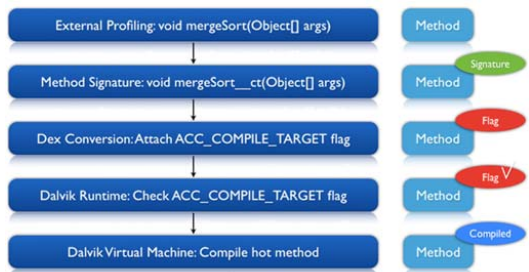 External Profiling: void mergeSort(Object[] args)
Method
Signature
Method Signature: void mergeSort__ct(Object[] args)
Method
Flag
Dex Conversion: Attach ACC_COMPILE_TARGET flag
Method
Flag √
Dalvik Runtime: Check ACC_COMPILE_TARGET flag
Method
Compiled
Dalvik Virtual Machine: Compile hot method
Method